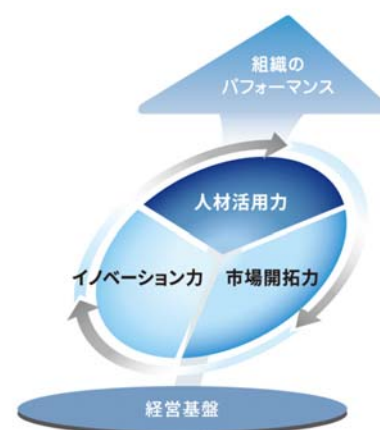 組織の
パフォーマンス
人材活用力
イノベーション力
市場開拓力
経営基盤